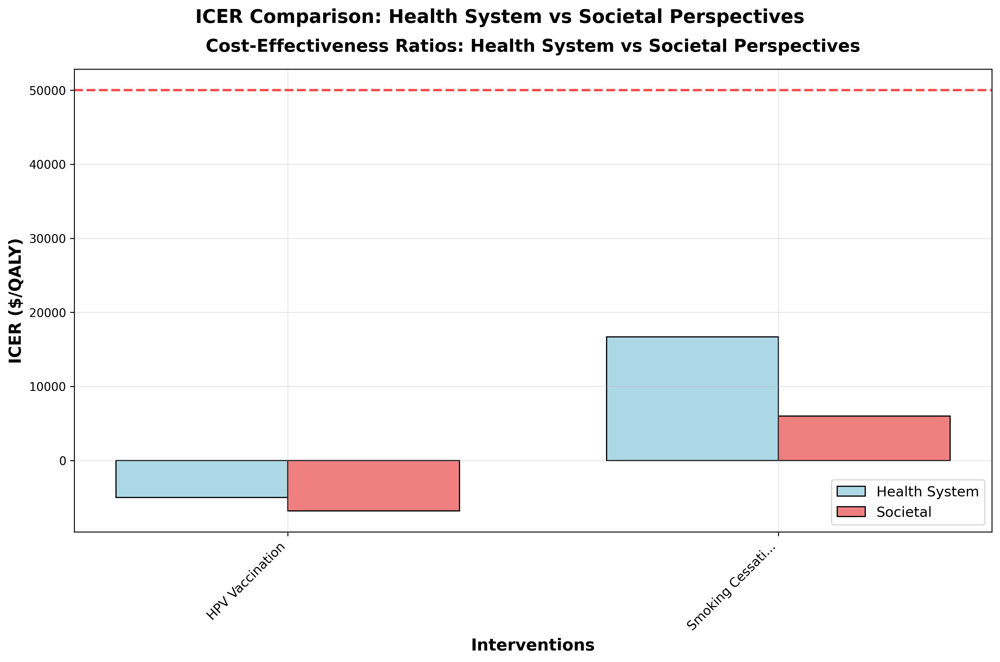 ICER Comparison: Health System vs Societal Perspectives
Cost-Effectiveness Ratios: Health System vs Societal Perspectives
ICER ($/QALY)
50000
40000
30000
20000
10000
0
Health System
Societal
HPV Vaccination
Smoking Cessati...
Interventions